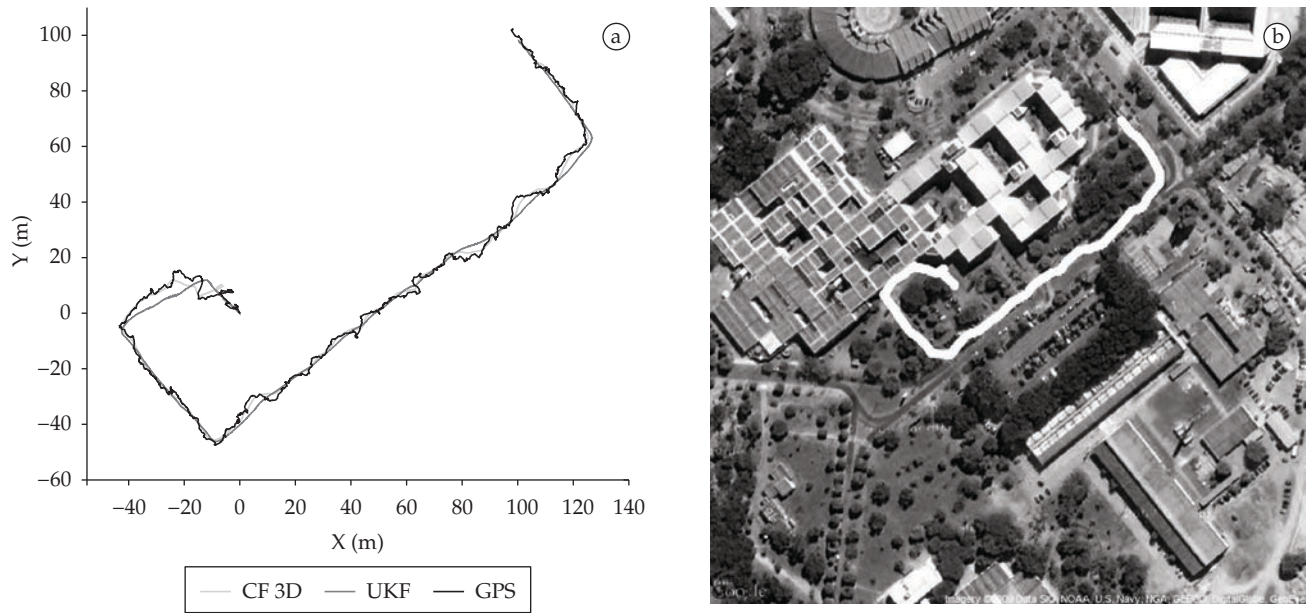 a
100
80
60
40
20
0
−20
−40
−60
Y (m)
−40 −20 0 20 40 60 80 100 120 140
X (m)
CF 3D UKF GPS
b
Google
Imagery ©2009 Data SIO, NOAA, U.S. Navy, NGA, GEBCO, DigitalGlobe, GeoEye